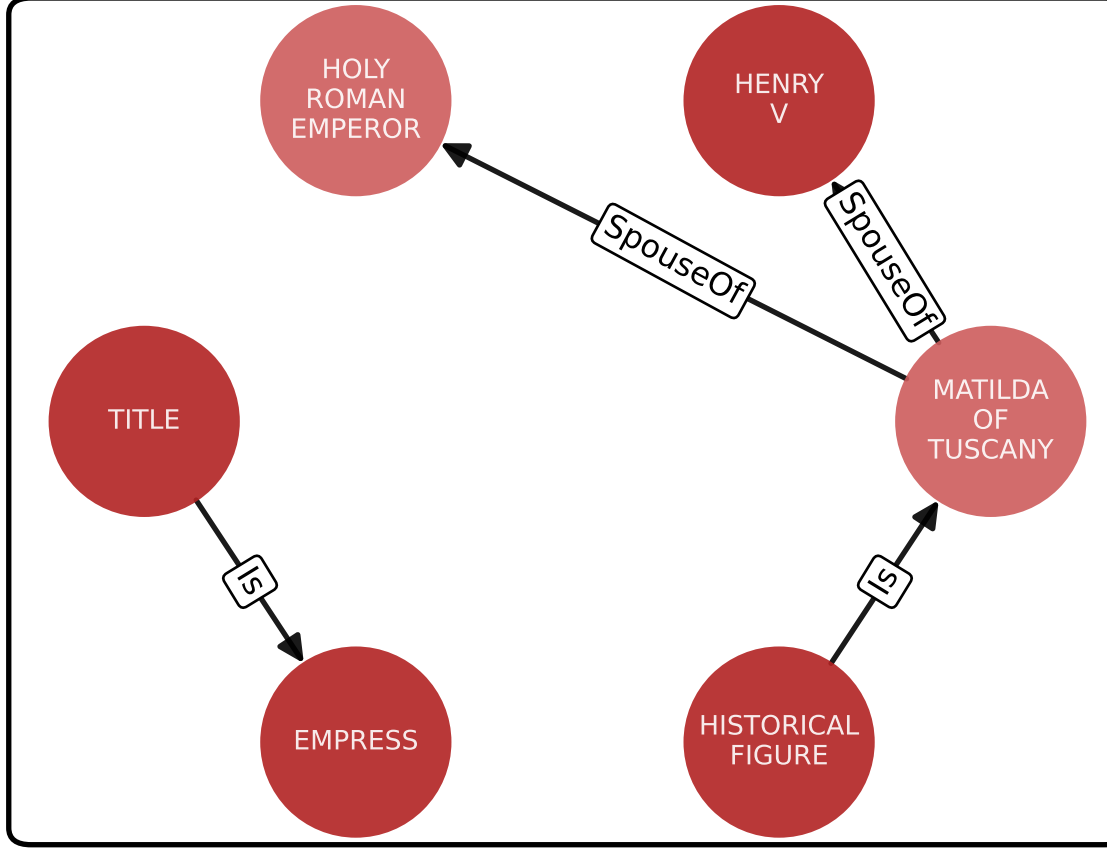 HOLY
ROMAN
EMPEROR
HENRY
V
SpouseOf
SpouseOf
TITLE
MATILDA
OF
TUSCANY
Is
Is
EMPRESS
HISTORICAL
FIGURE